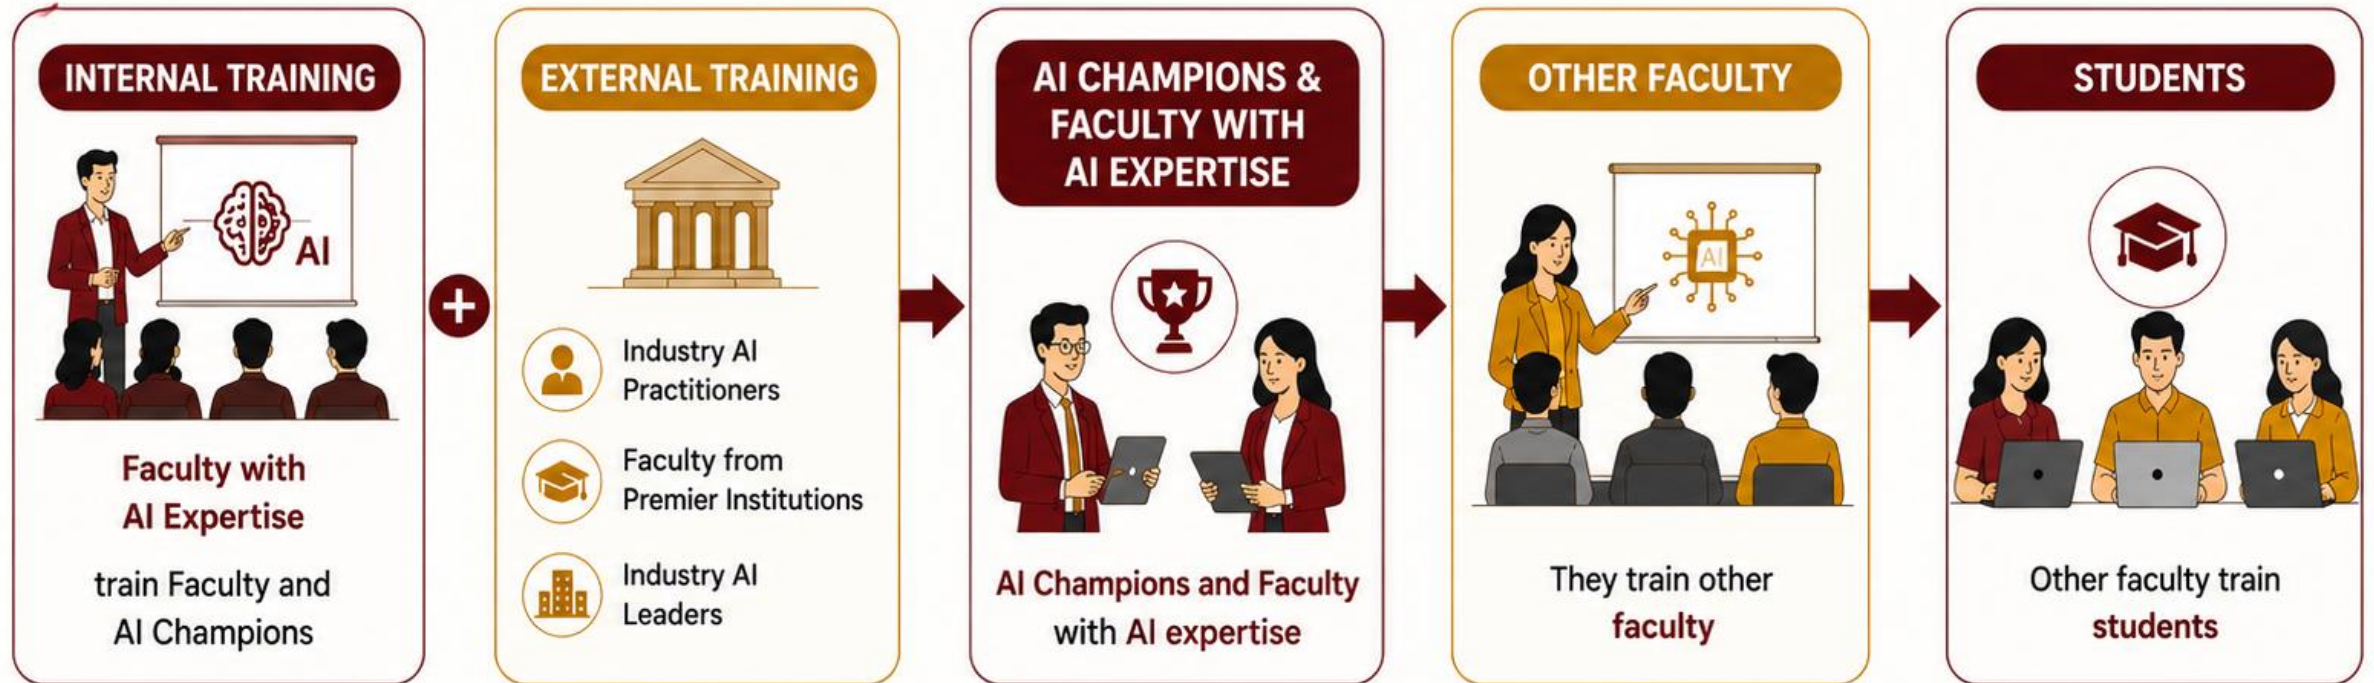 INTERNAL TRAINING
AI
Faculty with
AI Expertise
train Faculty and
AI Champions
EXTERNAL TRAINING
Industry AI
Practitioners
Faculty from
Premier Institutions
Industry AI
Leaders
AI CHAMPIONS &
FACULTY WITH
AI EXPERTISE
AI Champions and Faculty
with AI expertise
OTHER FACULTY
AI
They train other
faculty
STUDENTS
Other faculty train
students